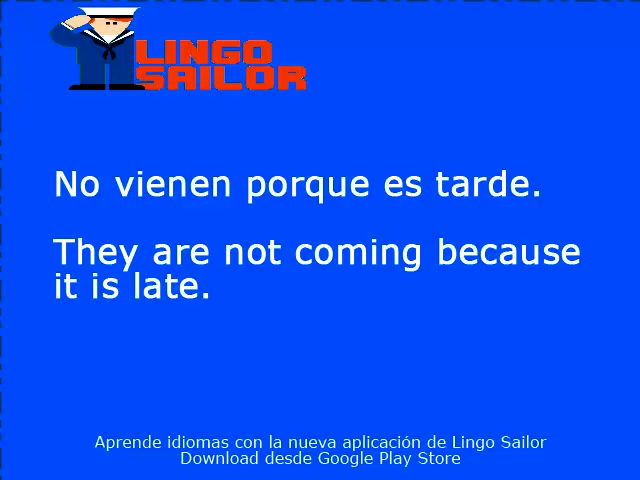 LINGO
SAILOR
No vienen porque es tarde.
They are not coming because
it is late.
Aprende idiomas con la nueva aplicación de Lingo Sailor
Download desde Google Play Store